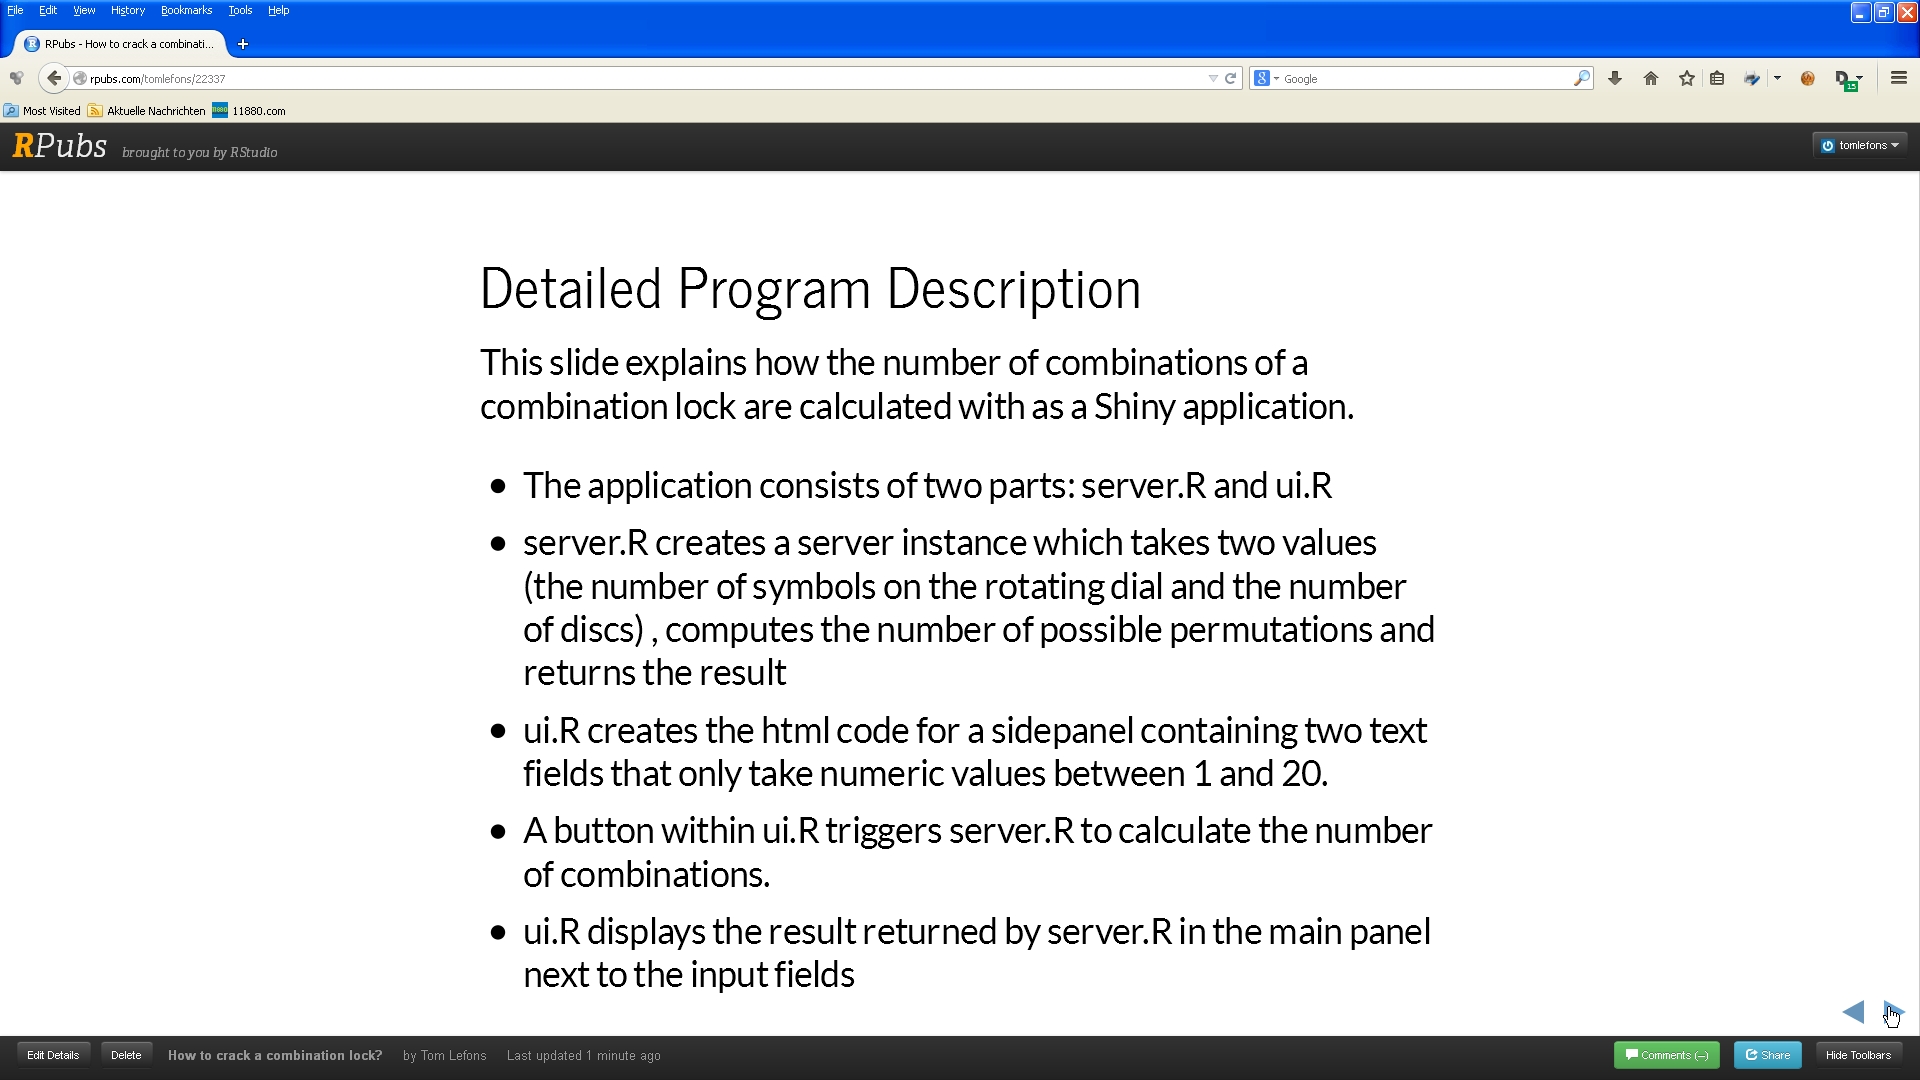 File Edit View History Bookmarks Tools Help
RPubs - How to crack a combinati... +
rpubs.com/tomlefons/22337
Google
15
Most Visited Aktuelle Nachrichten 11880.com
RPubs brought to you by RStudio
tomlefons
Detailed Program Description
This slide explains how the number of combinations of a
combination lock are calculated with as a Shiny application.
• The application consists of two parts: server.R and ui.R
• server.R creates a server instance which takes two values
(the number of symbols on the rotating dial and the number
of discs) , computes the number of possible permutations and
returns the result
• ui.R creates the html code for a sidepanel containing two text
fields that only take numeric values between 1 and 20.
• A button within ui.R triggers server.R to calculate the number
of combinations.
• ui.R displays the result returned by server.R in the main panel
next to the input fields
Edit Details Delete How to crack a combination lock? by Tom Lefons Last updated 1 minute ago
Comments (–) Share Hide Toolbars